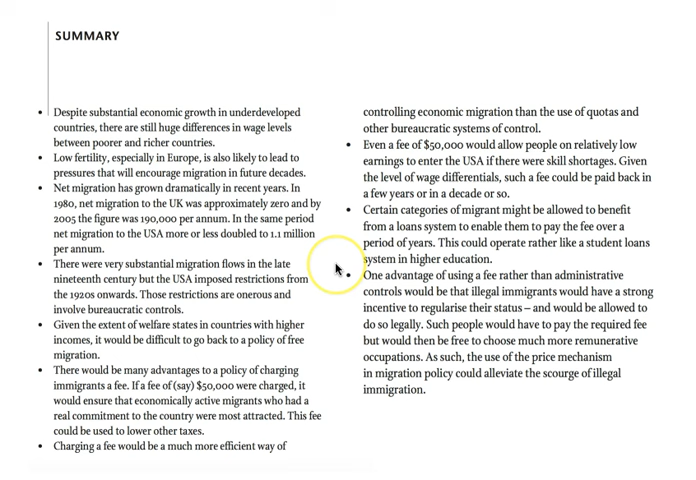 SUMMARY
• Despite substantial economic growth in underdeveloped
countries, there are still huge differences in wage levels
between poorer and richer countries.
• Low fertility, especially in Europe, is also likely to lead to
pressures that will encourage migration in future decades.
• Net migration has grown dramatically in recent years. In
1980, net migration to the UK was approximately zero and by
2005 the figure was 190,000 per annum. In the same period
net migration to the USA more or less doubled to 1.1 million
per annum.
• There were very substantial migration flows in the late
nineteenth century but the USA imposed restrictions from
the 1920s onwards. Those restrictions are onerous and
involve bureaucratic controls.
• Given the extent of welfare states in countries with higher
incomes, it would be difficult to go back to a policy of free
migration.
• There would be many advantages to a policy of charging
immigrants a fee. If a fee of (say) $50,000 were charged, it
would ensure that economically active migrants who had a
real commitment to the country were most attracted. This fee
could be used to lower other taxes.
• Charging a fee would be a much more efficient way of
controlling economic migration than the use of quotas and
other bureaucratic systems of control.
• Even a fee of $50,000 would allow people on relatively low
earnings to enter the USA if there were skill shortages. Given
the level of wage differentials, such a fee could be paid back in
a few years or in a decade or so.
• Certain categories of migrant might be allowed to benefit
from a loans system to enable them to pay the fee over a
period of years. This could operate rather like a student loans
system in higher education.
• One advantage of using a fee rather than administrative
controls would be that illegal immigrants would have a strong
incentive to regularise their status – and would be allowed to
do so legally. Such people would have to pay the required fee
but would then be free to choose much more remunerative
occupations. As such, the use of the price mechanism
in migration policy could alleviate the scourge of illegal
immigration.